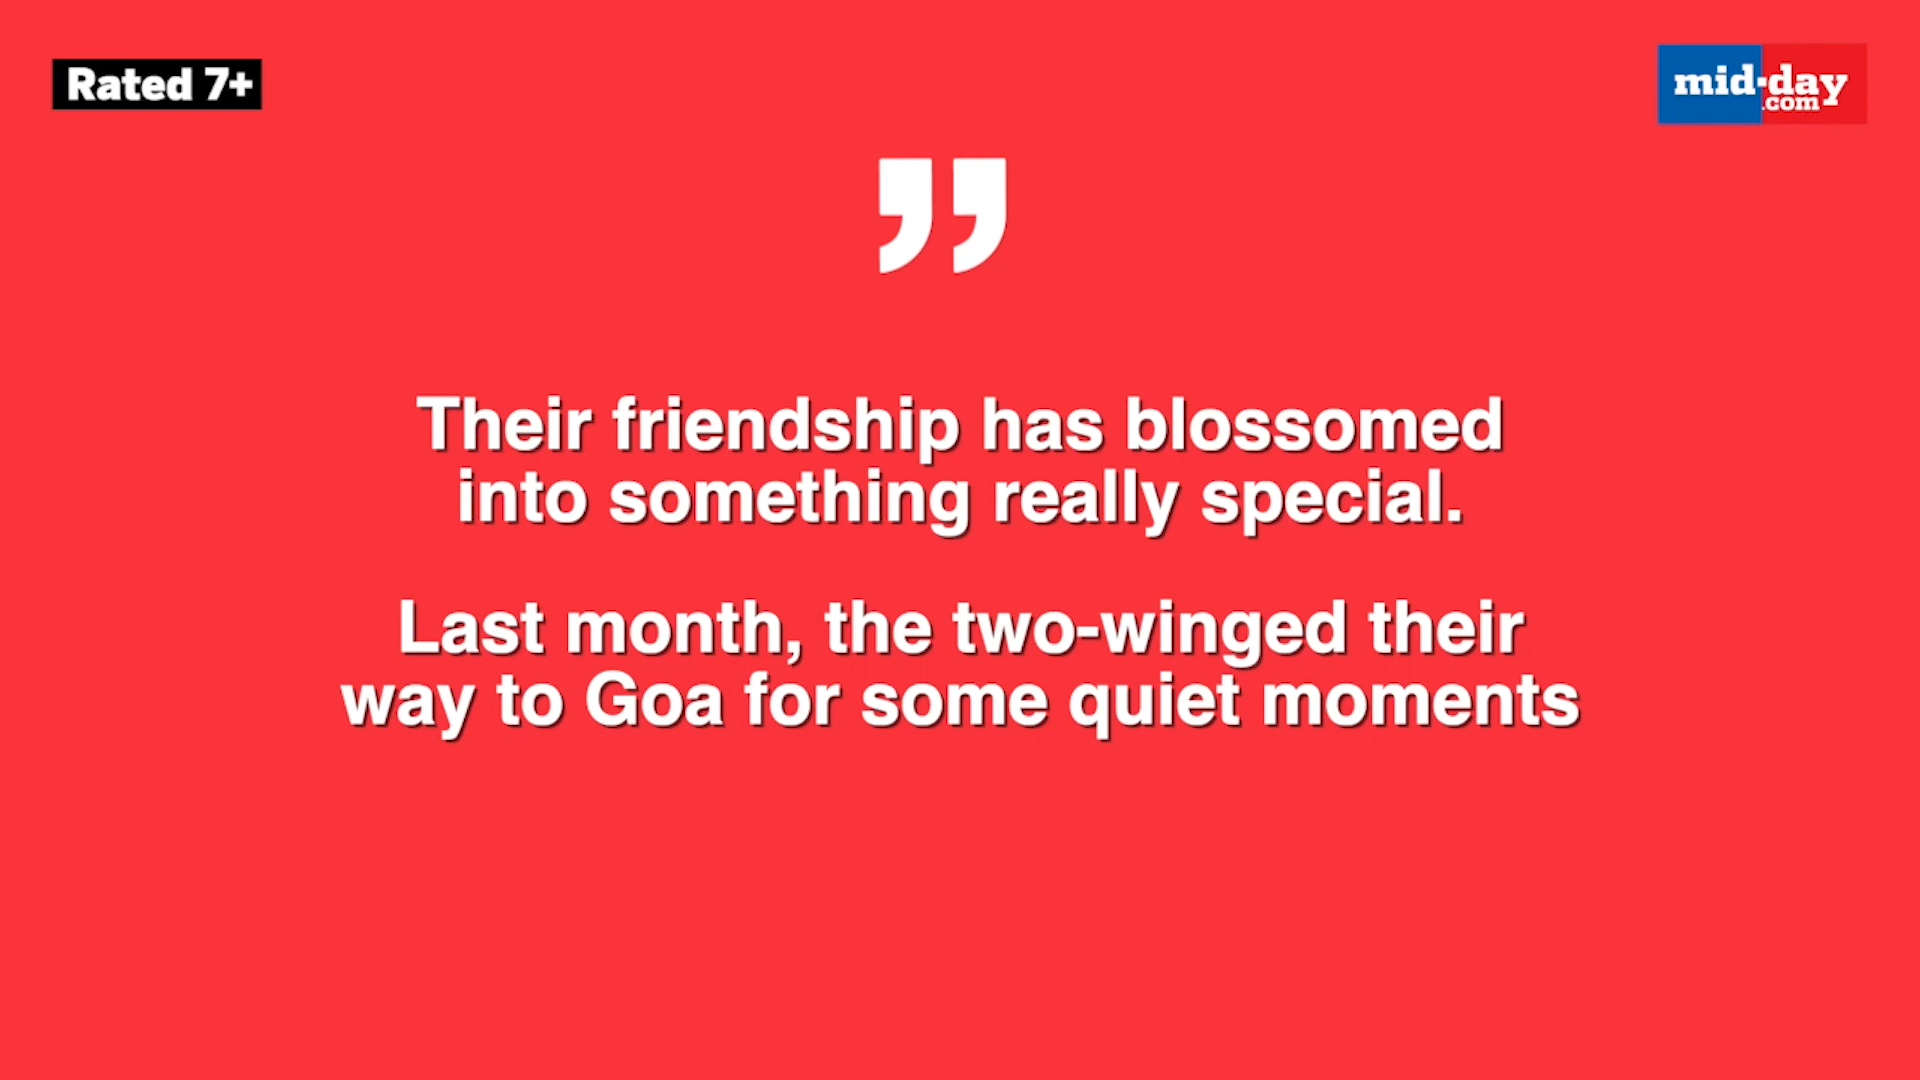 Rated 7+
mid-day
.com
”
Their friendship has blossomed
into something really special.
Last month, the two-winged their
way to Goa for some quiet moments